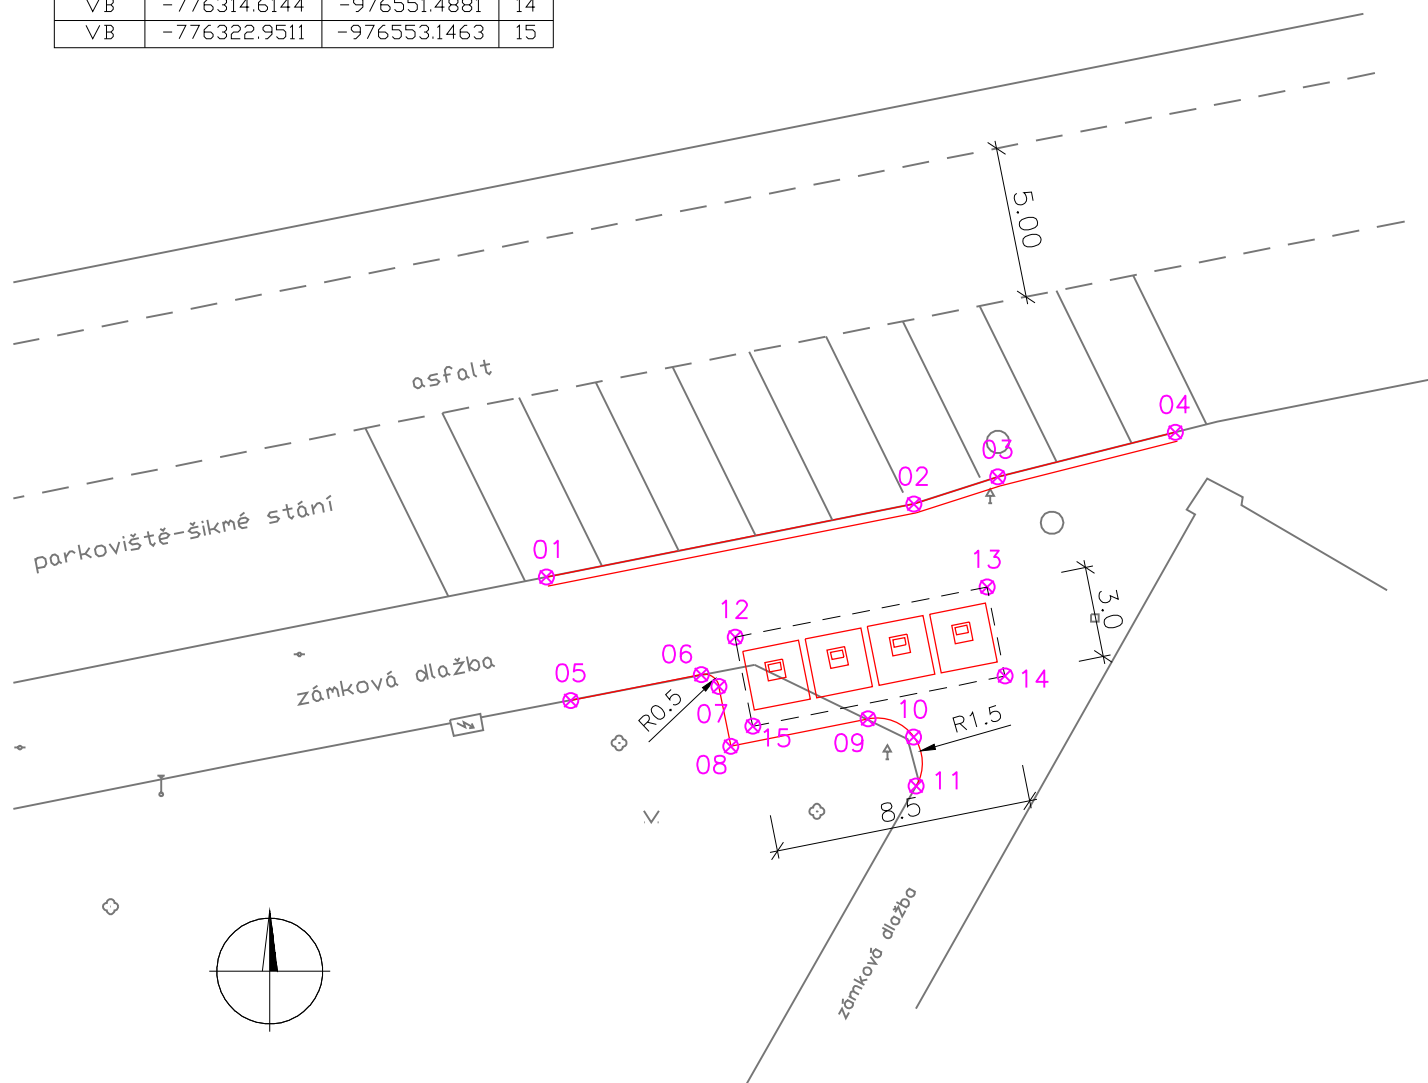 VB -776314.6144 -976551.4881 14
VB -776322.9511 -976553.1463 15
5.00
asfalt
04
03
02
parkoviště-šikmé stání
01
13
12
3.0
zámková dlažba
06
05
14
07
R0.5
10
R1.5
15
09
08
11
8.5
zámková dlažba